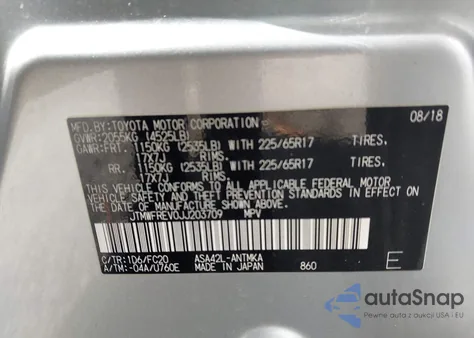 MFD.BY:TOYOTA MOTOR CORPORATION 08/18
GVWR:2055KG (4525LB)
GAWR:FRT. 1150KG (2535LB) WITH 225/65R17 TIRES,
17X7J RIMS.
RR. 1150KG (2535LB) WITH 225/65R17 TIRES,
17X7J RIMS.
THIS VEHICLE CONFORMS TO ALL APPLICABLE FEDERAL MOTOR
VEHICLE SAFETY AND THEFT PREVENTION STANDARDS IN E
EFFECT ON THE DATE OF MANUFACTURE SHOWN ABOVE.
JTMWFREV0JJ203709 MPV
C/TR:1D6/FC20 ASA42L-ANTMKA
A/TM:-04A/U760E MADE IN JAPAN 860
autaSnap
Pewne auta z aukcji w USA i EU